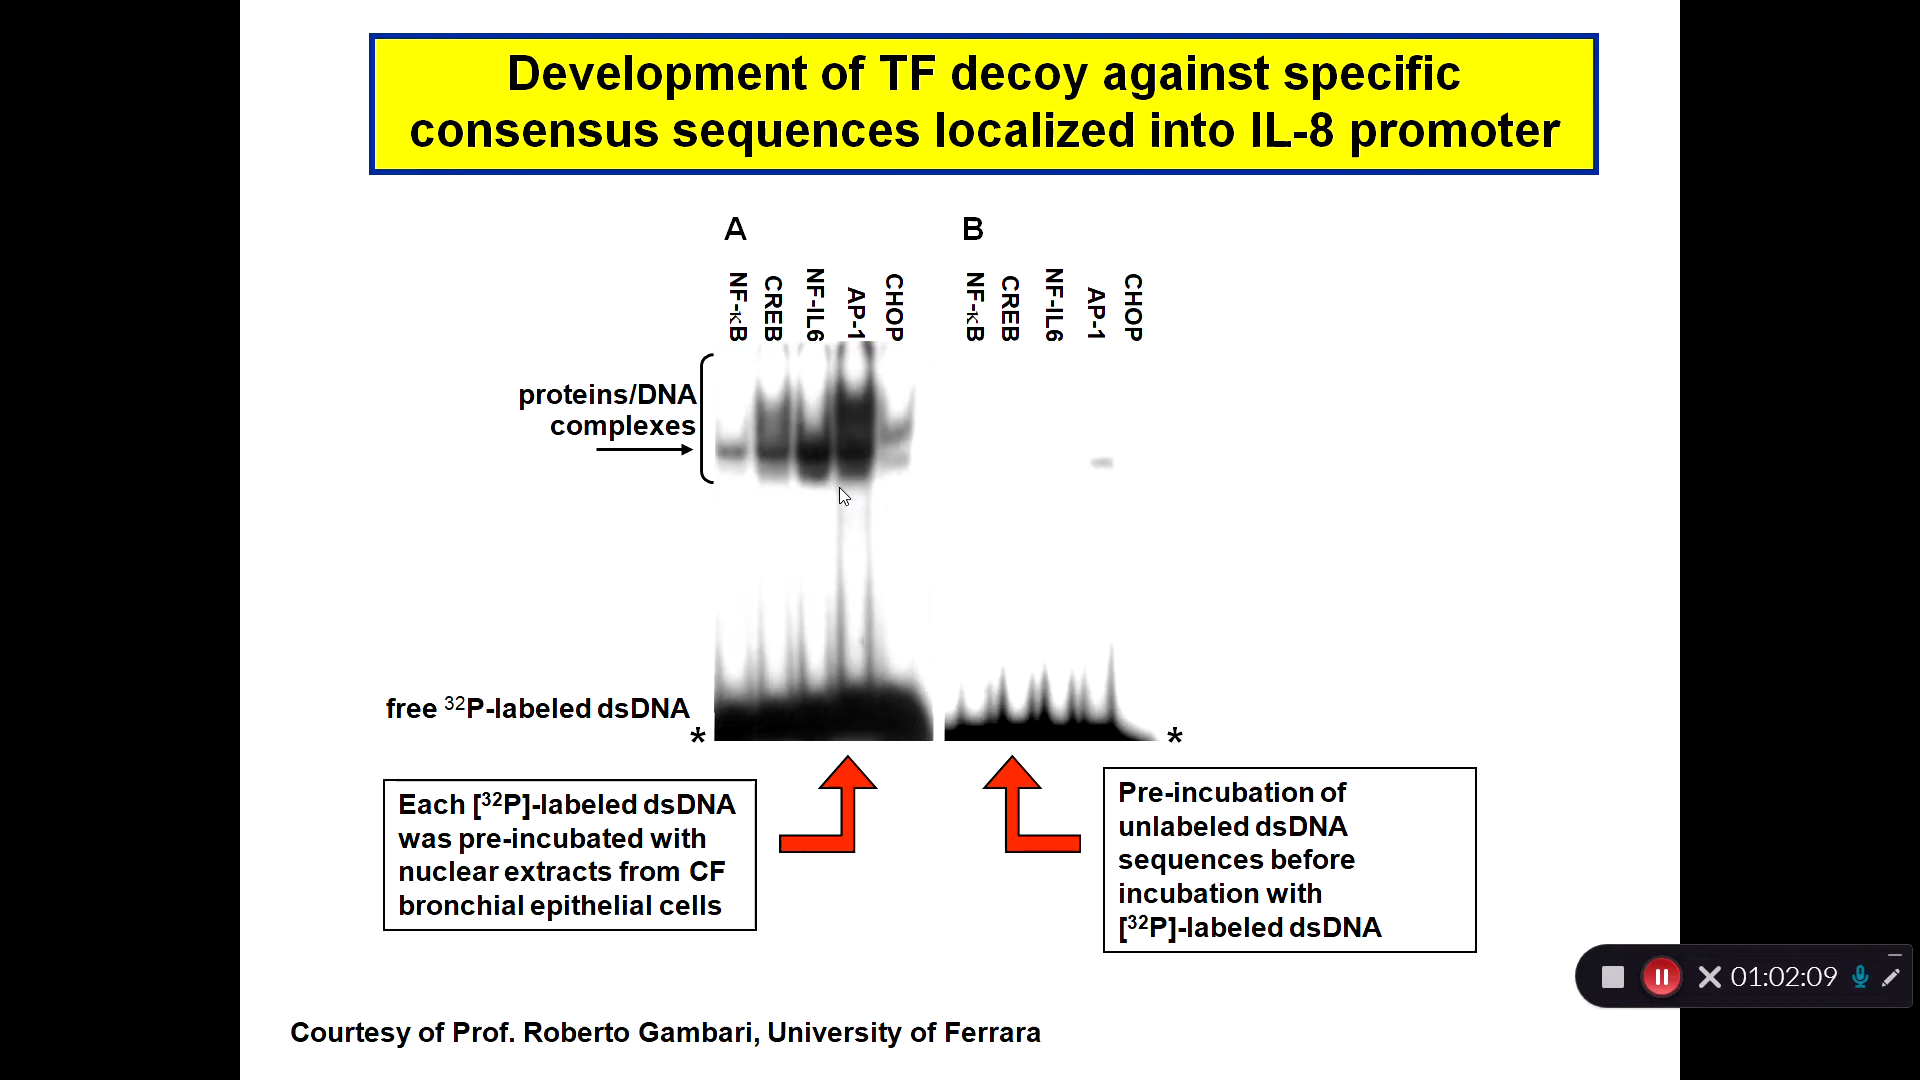 Development of TF decoy against specific
consensus sequences localized into IL-8 promoter
A
B
NF-κB
CREB
NF-IL6
AP-1
CHOP
NF-κB
CREB
NF-IL6
AP-1
CHOP
proteins/DNA
complexes
free ³²P-labeled dsDNA
*
*
Each [³²P]-labeled dsDNA
was pre-incubated with
nuclear extracts from CF
bronchial epithelial cells
Pre-incubation of
unlabeled dsDNA
sequences before
incubation with
[³²P]-labeled dsDNA
01:02:09
Courtesy of Prof. Roberto Gambari, University of Ferrara